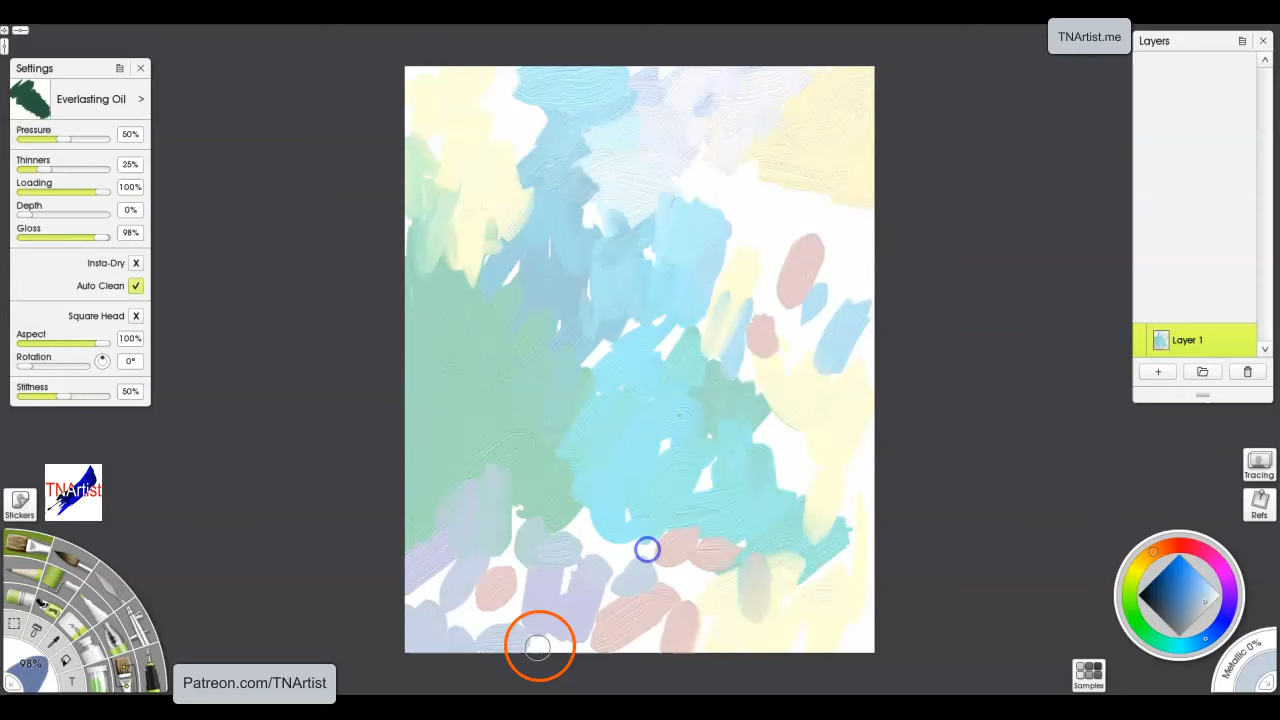 TNArtist.me
Settings
Everlasting Oil >
Pressure
50%
Thinners
25%
Loading
100%
Depth
0%
Gloss
98%
Insta-Dry X
Auto Clean ✓
Square Head X
Aspect
100%
Rotation
0°
Stiffness
50%
Layers
Layer 1
TNArtist
Stickers
98%
T
Patreon.com/TNArtist
Tracing
Refs
Samples
Metallic 0%